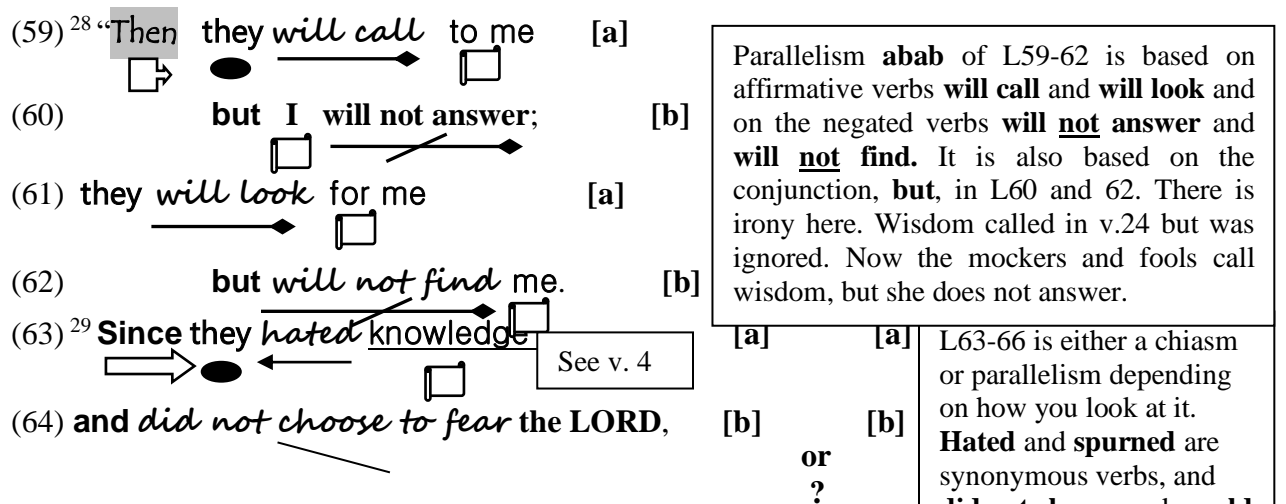 (59) 28 “Then they will call to me [a]
(60) but I will not answer; [b]
(61) they will look for me [a]
(62) but will not find me. [b]
(63) 29 Since they hated knowledge [a] [a]
See v. 4
(64) and did not choose to fear the LORD, [b] [b]
or
?
Parallelism abab of L59-62 is based on
affirmative verbs will call and will look and
on the negated verbs will not answer and
will not find. It is also based on the
conjunction, but, in L60 and 62. There is
irony here. Wisdom called in v.24 but was
ignored. Now the mockers and fools call
wisdom, but she does not answer.
L63-66 is either a chiasm
or parallelism depending
on how you look at it.
Hated and spurned are
synonymous verbs, and